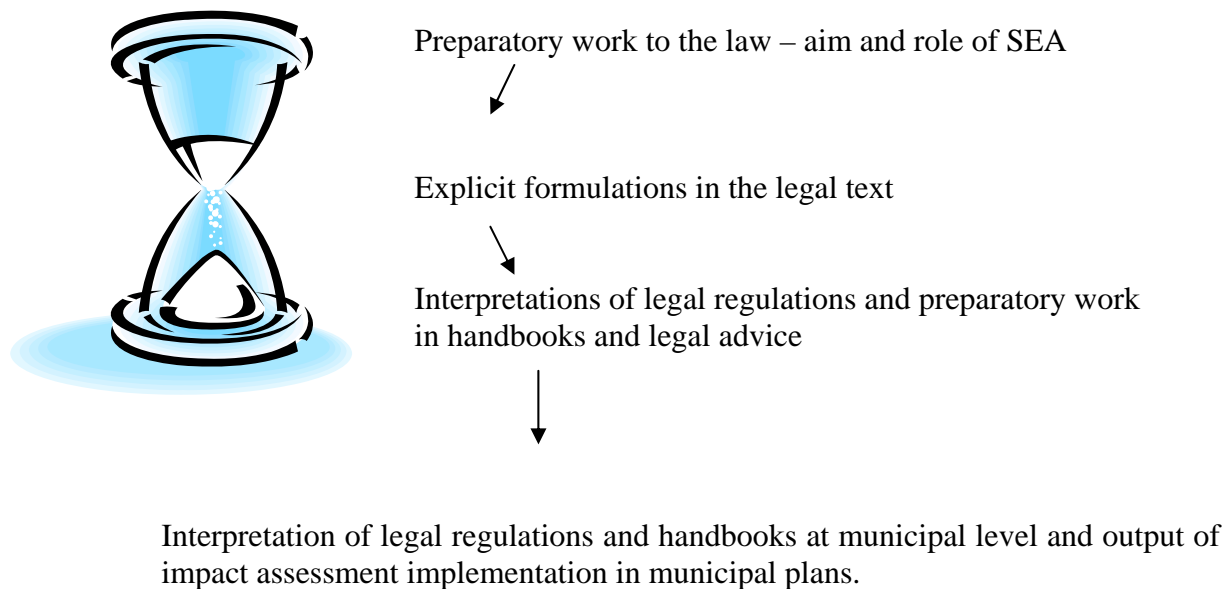 Preparatory work to the law – aim and role of SEA
Explicit formulations in the legal text
Interpretations of legal regulations and preparatory work
in handbooks and legal advice
Interpretation of legal regulations and handbooks at municipal level and output of
impact assessment implementation in municipal plans.